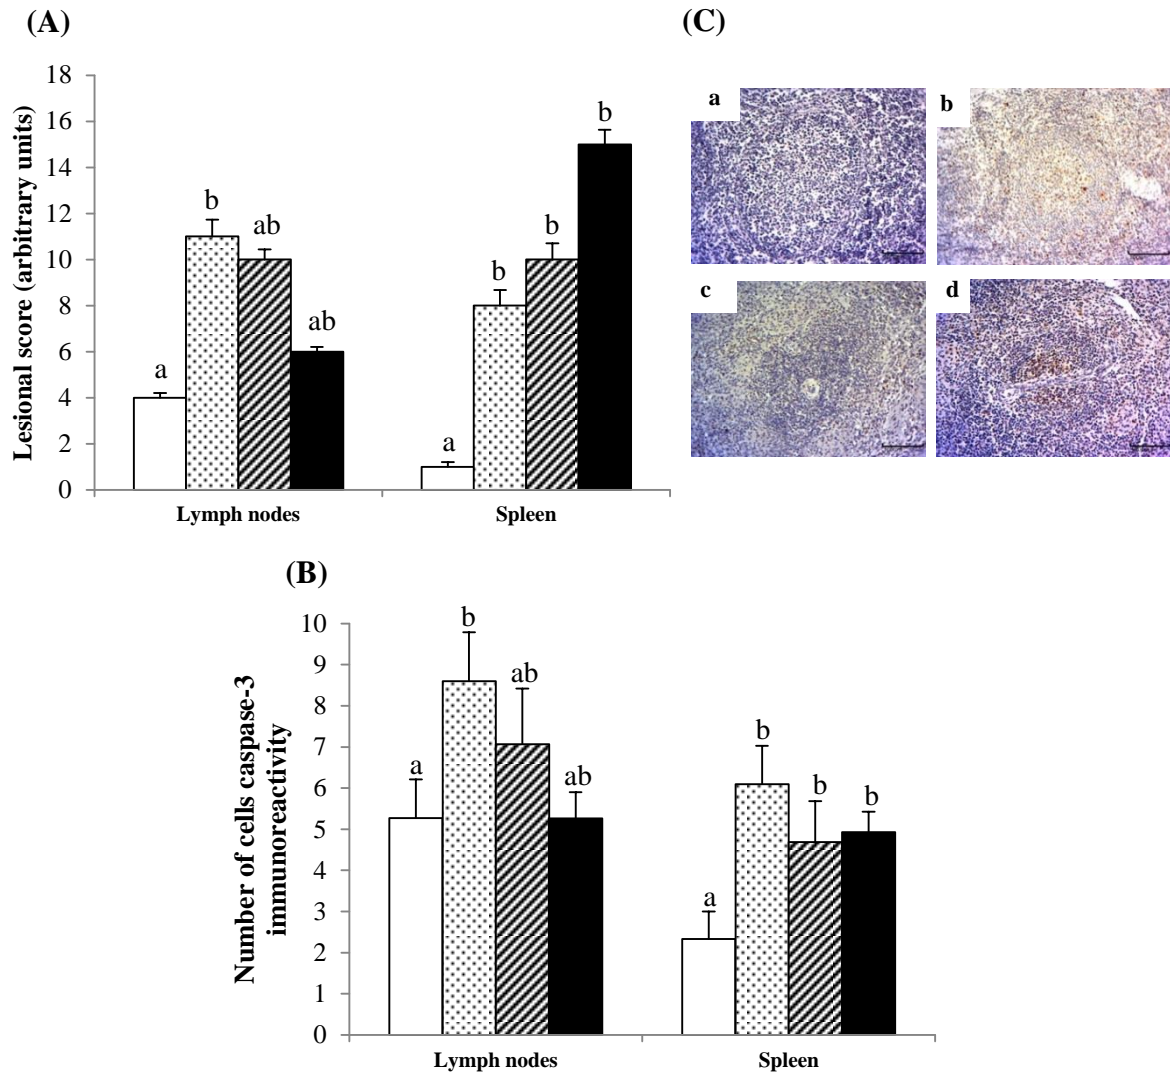 (A)
Lesional score (arbitrary units)
18
16
14
12
10
8
6
4
2
0
a
b
ab
ab
a
b
b
b
Lymph nodes
Spleen
(C)
a
b
c
d
(B)
Number of cells caspase-3
immunoreactivity
10
9
8
7
6
5
4
3
2
1
0
a
b
ab
ab
a
b
b
b
Lymph nodes
Spleen